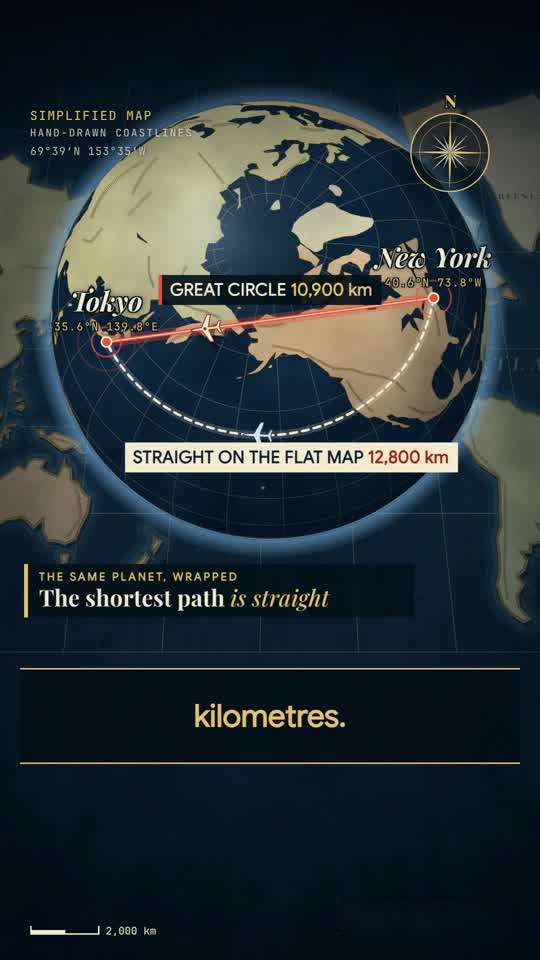 SIMPLIFIED MAP
HAND-DRAWN COASTLINES
69°39'N 153°35'W
N
New York
40.6°N 73.8°W
GREAT CIRCLE 10,900 km
Tokyo
35.6°N 139.8°E
STRAIGHT ON THE FLAT MAP 12,800 km
THE SAME PLANET, WRAPPED
The shortest path is straight
kilometres.
2,000 km